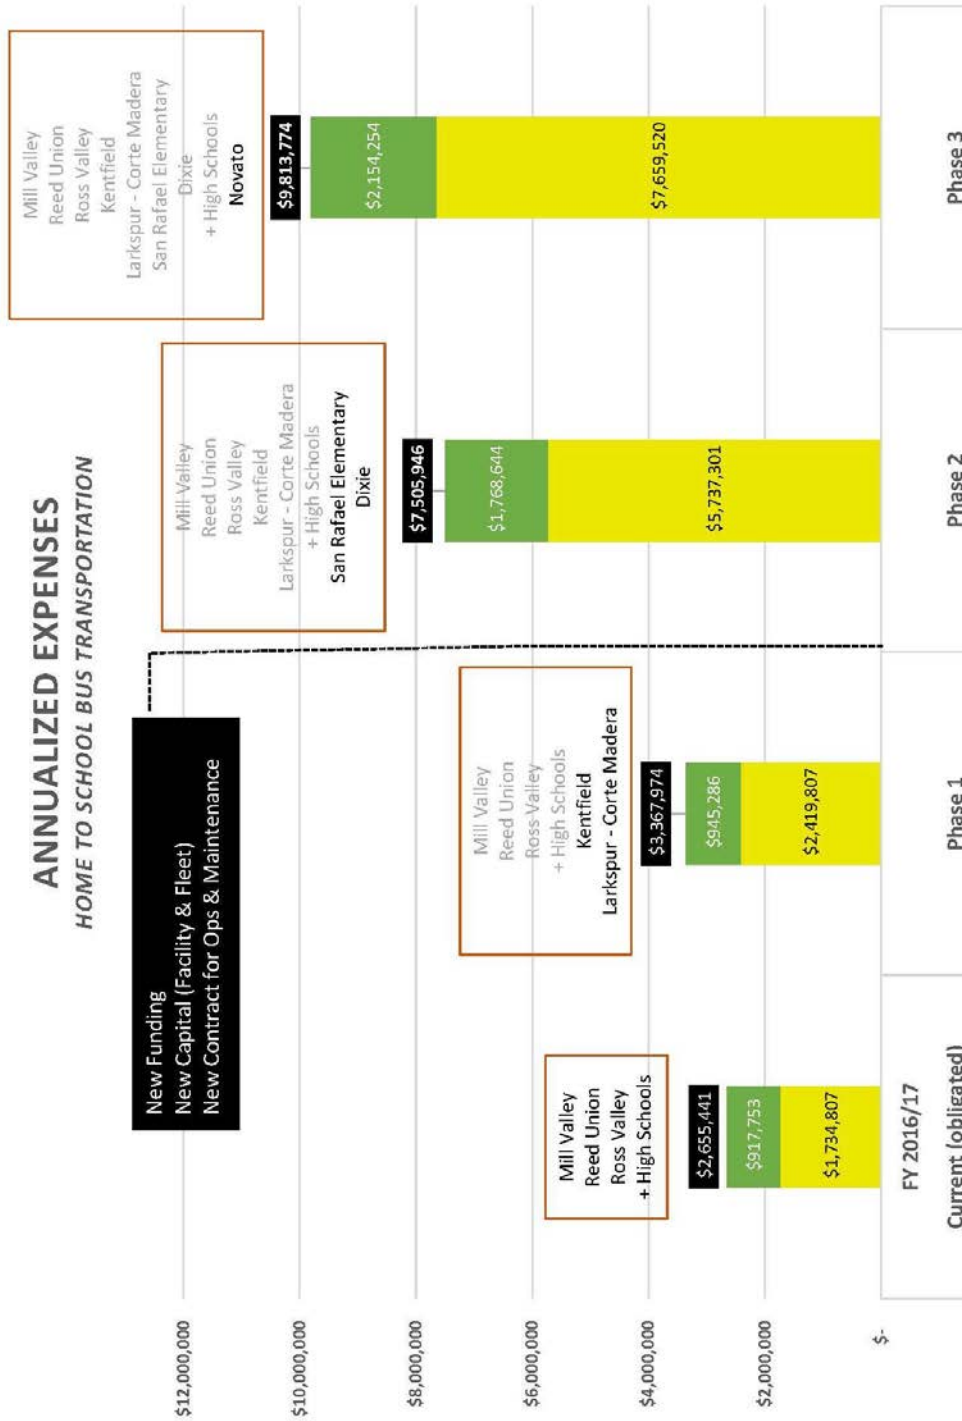 ANNUALIZED EXPENSES
HOME TO SCHOOL BUS TRANSPORTATION
$12,000,000
$10,000,000
$8,000,000
$6,000,000
$4,000,000
$2,000,000
$-
New Funding
New Capital (Facility & Fleet)
New Contract for Ops & Maintenance
Mill Valley
Reed Union
Ross Valley
+ High Schools
$2,655,441
$917,753
$1,734,807
FY 2016/17
Current (obligated)
Mill Valley
Reed Union
Ross Valley
+ High Schools
Kentfield
Larkspur - Corte Madera
$3,367,974
$945,286
$2,419,807
Phase 1
Mill Valley
Reed Union
Ross Valley
Kentfield
Larkspur - Corte Madera
+ High Schools
San Rafael Elementary
Dixie
$7,505,946
$1,768,644
$5,737,301
Phase 2
Mill Valley
Reed Union
Ross Valley
Kentfield
Larkspur - Corte Madera
San Rafael Elementary
Dixie
+ High Schools
Novato
$9,813,774
$2,154,254
$7,659,520
Phase 3